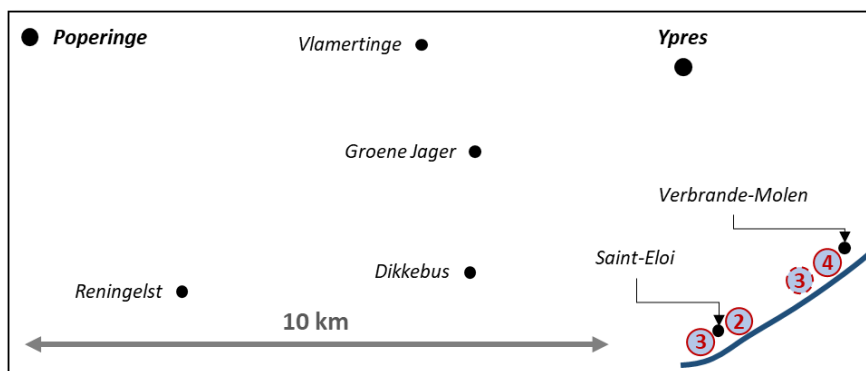 Poperinge
Vlamertinge
Ypres
Groene Jager
Verbrande-Molen
Saint-Eloi
Dikkebus
Reningelst
4
3
10 km
2
3